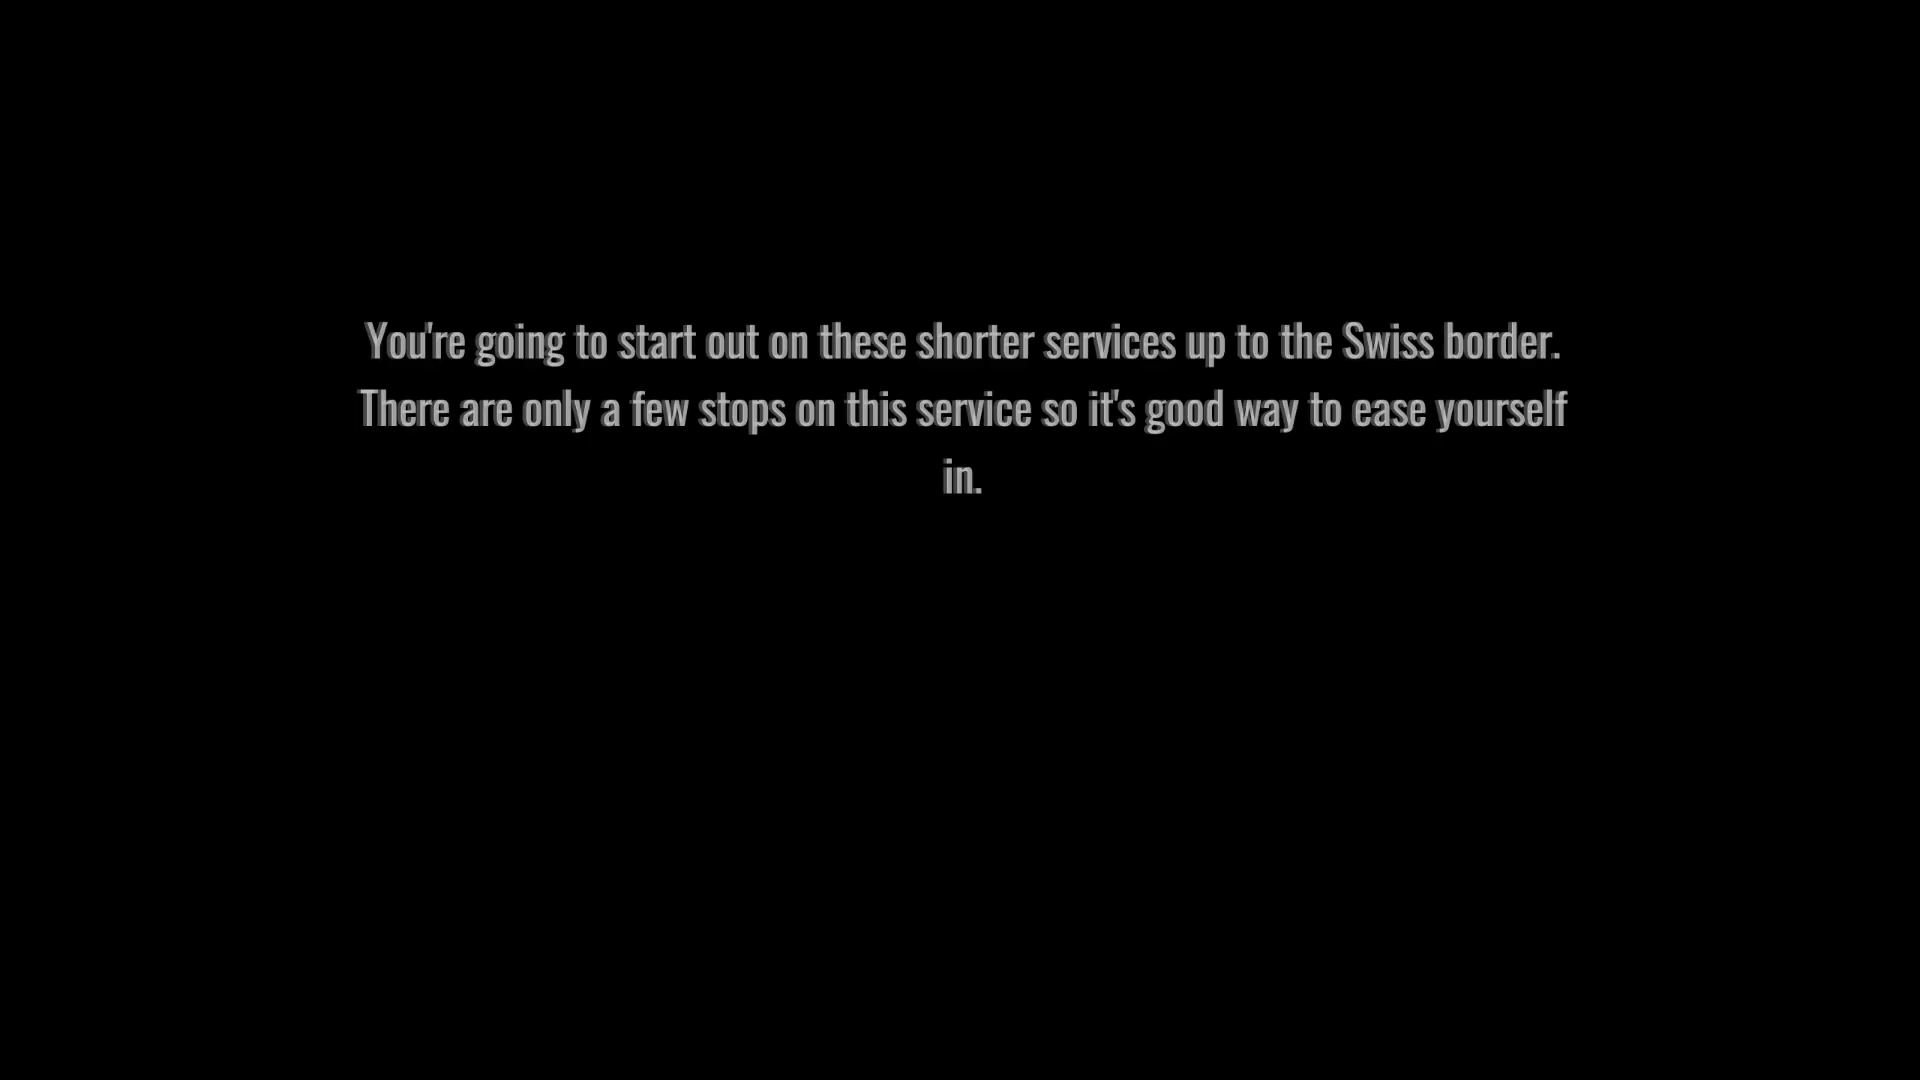 You're going to start out on these shorter services up to the Swiss border.
There are only a few stops on this service so it's good way to ease yourself
in.